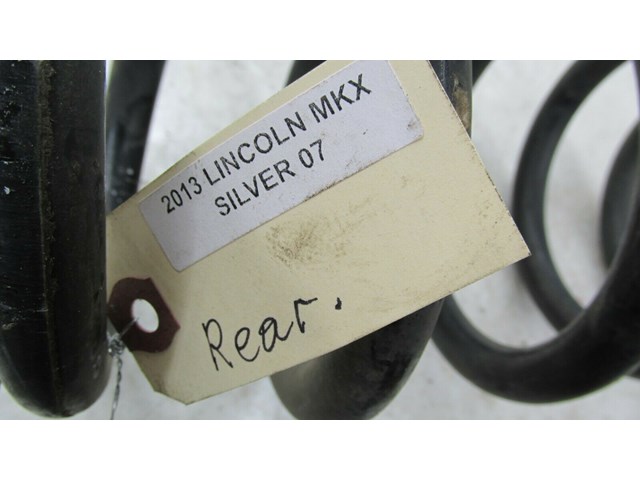 2013 LINCOLN MKX
SILVER 07
Rear.